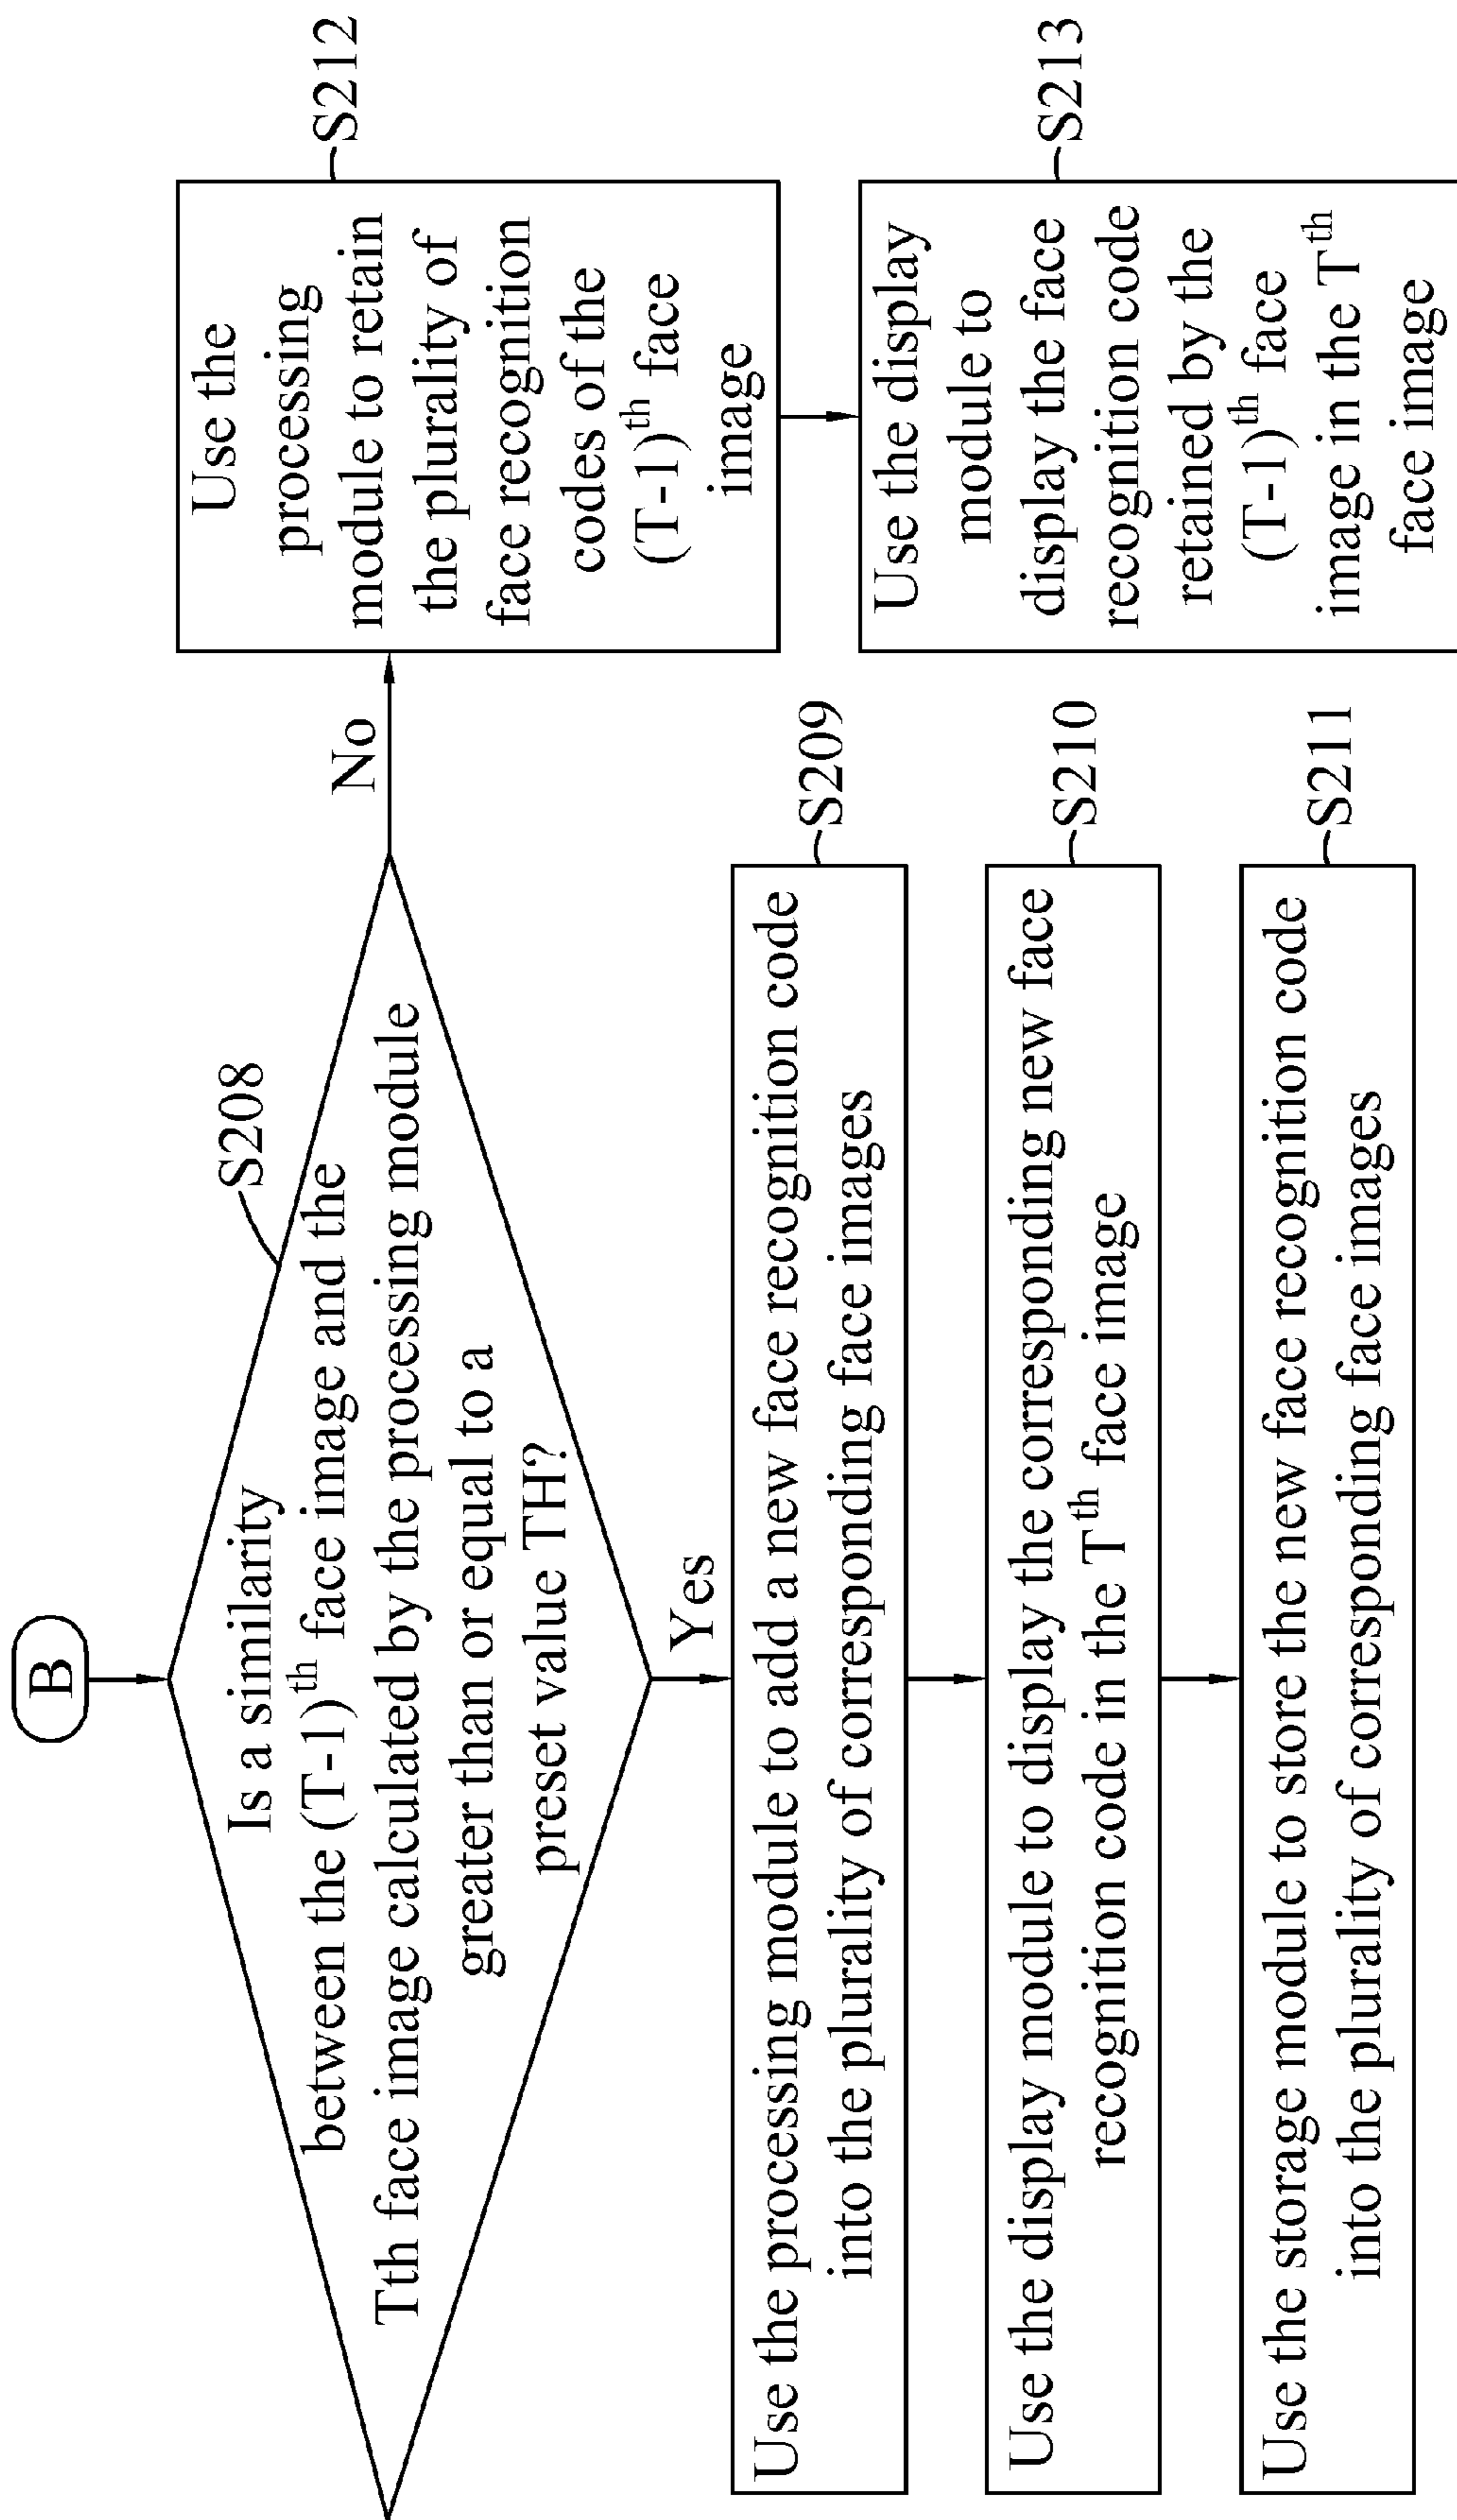 B
S208
Is a similarity
between the (T-1)th face image and the
Tth face image calculated by the processing module
greater than or equal to a
preset value TH?
No
S212
Use the
processing
module to retain
the plurality of
face recognition
codes of the
(T-1)th face
image
Yes
S209
Use the processing module to add a new face recognition code
into the plurality of corresponding face images
S213
Use the display
module to
display the face
recognition code
retained by the
(T-1)th face
image in the Tth
face image
S210
Use the display module to display the corresponding new face
recognition code in the Tth face image
S211
Use the storage module to store the new face recognition code
into the plurality of corresponding face images